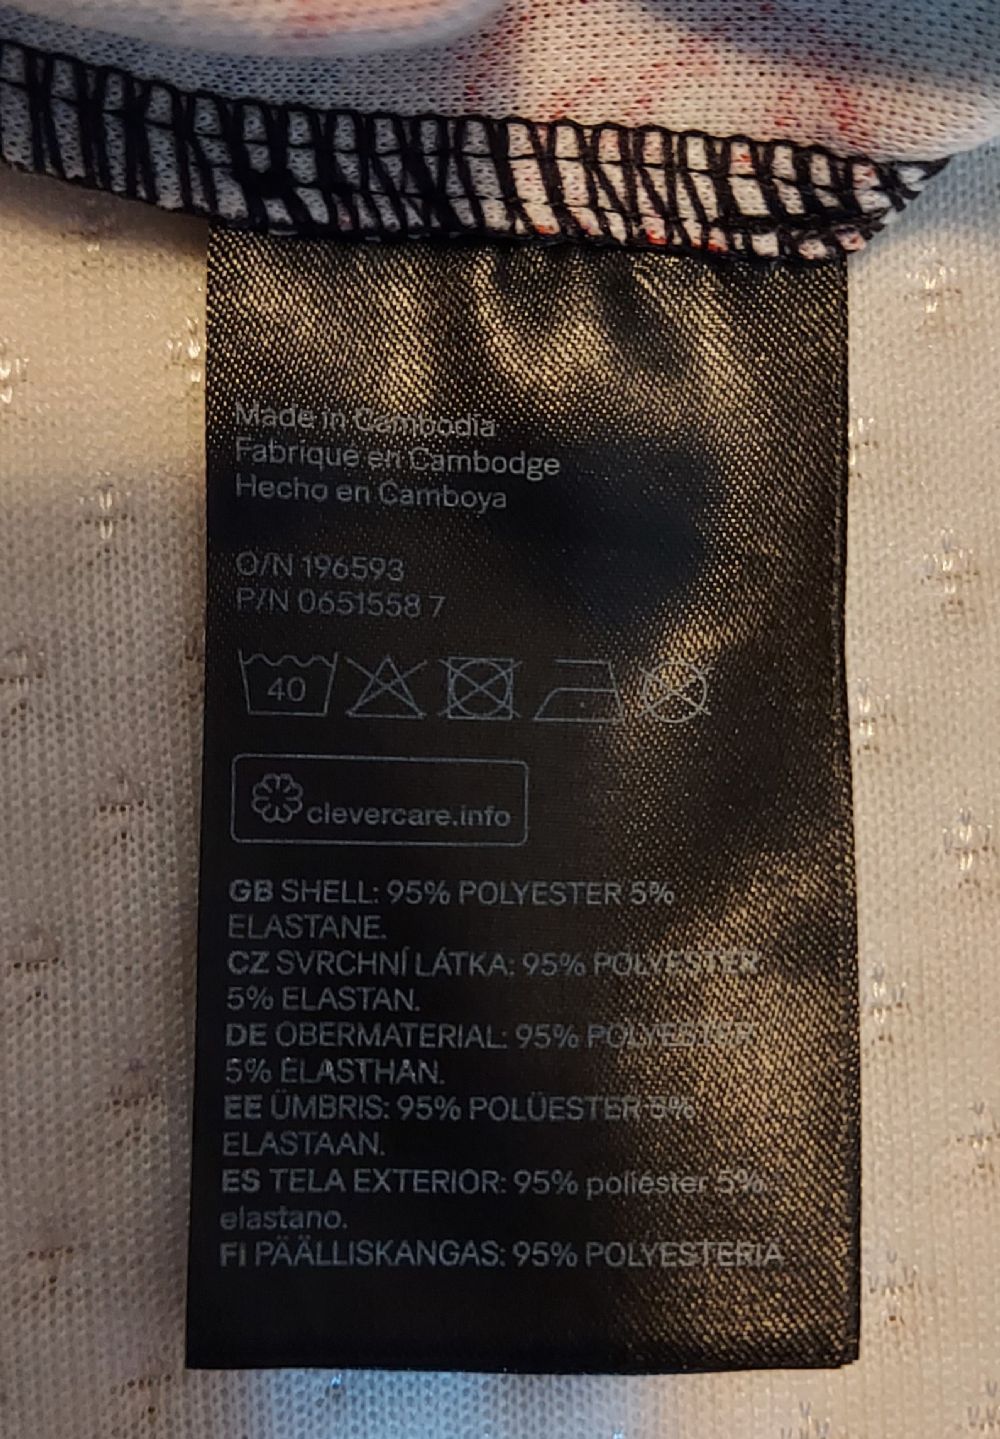 Made in Cambodia
Fabriqué en Cambodge
Hecho en Camboya
O/N 196593
P/N 0651558 7
40
clevercare.info
GB SHELL: 95% POLYESTER 5%
ELASTANE.
CZ SVRCHNÍ LÁTKA: 95% POLYESTER
5% ELASTAN.
DE OBERMATERIAL: 95% POLYESTER
5% ELASTHAN.
EE ÜMBRIS: 95% POLÜESTER 5%
ELASTAAN.
ES TELA EXTERIOR: 95% poliéster 5%
elastano.
FI PÄÄLLISKANGAS: 95% POLYESTERIA